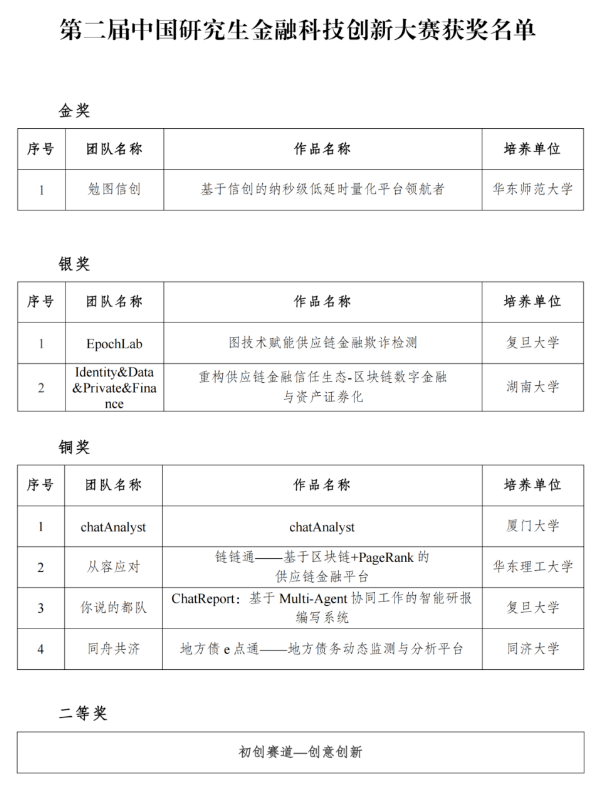 第二届中国研究生金融科技创新大赛获奖名单
金奖
序号 团队名称 作品名称 培养单位
1 勉图信创 基于信创的纳秒级低延时量化平台领航者 华东师范大学
银奖
序号 团队名称 作品名称 培养单位
1 EpochLab 图技术赋能供应链金融欺诈检测 复旦大学
2 Identity&Data
&Private&Fina
nce 重构供应链金融信任生态-区块链数字金融
与资产证券化 湖南大学
铜奖
序号 团队名称 作品名称 培养单位
1 chatAnalyst chatAnalyst 厦门大学
2 从容应对 链链通——基于区块链+PageRank 的
供应链金融平台 华东理工大学
3 你说的都队 ChatReport：基于 Multi-Agent 协同工作的智能研报
编写系统 复旦大学
4 同舟共济 地方债 e 点通——地方债务动态监测与分析平台 同济大学
二等奖
初创赛道—创意创新